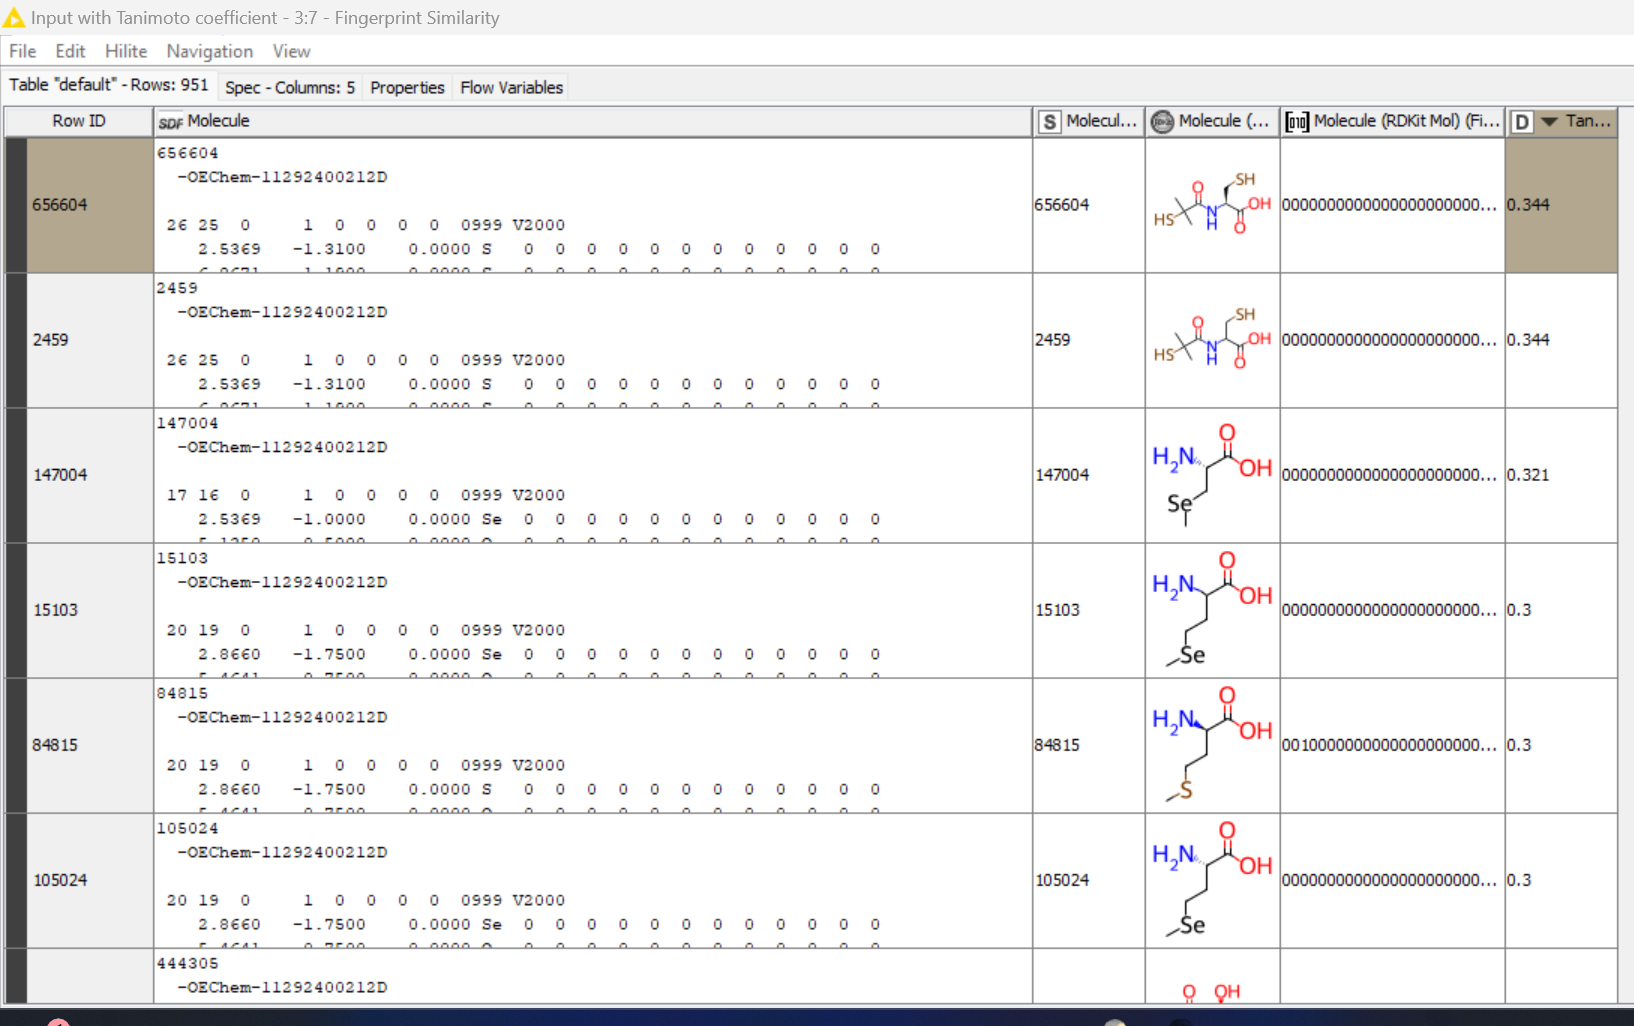 Input with Tanimoto coefficient - 3:7 - Fingerprint Similarity
File Edit Hilite Navigation View
Table "default" - Rows: 951 Spec - Columns: 5 Properties Flow Variables
Row ID SDF Molecule S Molecul... Molecule (... [010] Molecule (RDKit Mol) (Fi... D Tan...
656604
-OEChem-11292400212D
26 25 0 1 0 0 0 0 0999 V2000
2.5369 -1.3100 0.0000 S 0 0 0 0 0 0 0 0 0 0 0 0
656604 656604 SH O HS N H OH O 0000000000000000000000... 0.344
2459
-OEChem-11292400212D
26 25 0 1 0 0 0 0 0999 V2000
2.5369 -1.3100 0.0000 S 0 0 0 0 0 0 0 0 0 0 0 0
2459 2459 SH O HS N H OH O 0000000000000000000000... 0.344
147004
-OEChem-11292400212D
17 16 0 1 0 0 0 0 0999 V2000
2.5369 -1.0000 0.0000 Se 0 0 0 0 0 0 0 0 0 0 0 0
147004 147004 O H2N OH Se 0000000000000000000000... 0.321
15103
-OEChem-11292400212D
20 19 0 1 0 0 0 0 0999 V2000
2.8660 -1.7500 0.0000 Se 0 0 0 0 0 0 0 0 0 0 0 0
15103 15103 O H2N OH Se 0000000000000000000000... 0.3
84815
-OEChem-11292400212D
20 19 0 1 0 0 0 0 0999 V2000
2.8660 -1.7500 0.0000 S 0 0 0 0 0 0 0 0 0 0 0 0
84815 84815 O H2N OH S 0010000000000000000000... 0.3
105024
-OEChem-11292400212D
20 19 0 1 0 0 0 0 0999 V2000
2.8660 -1.7500 0.0000 Se 0 0 0 0 0 0 0 0 0 0 0 0
105024 105024 O H2N OH Se 0000000000000000000000... 0.3
444305
-OEChem-11292400212D
O OH